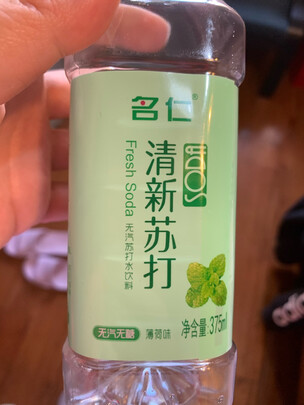 名仁®
SODA
清新苏打
Fresh Soda
无汽苏打水饮料
无汽无糖
薄荷味
净含量:375ml